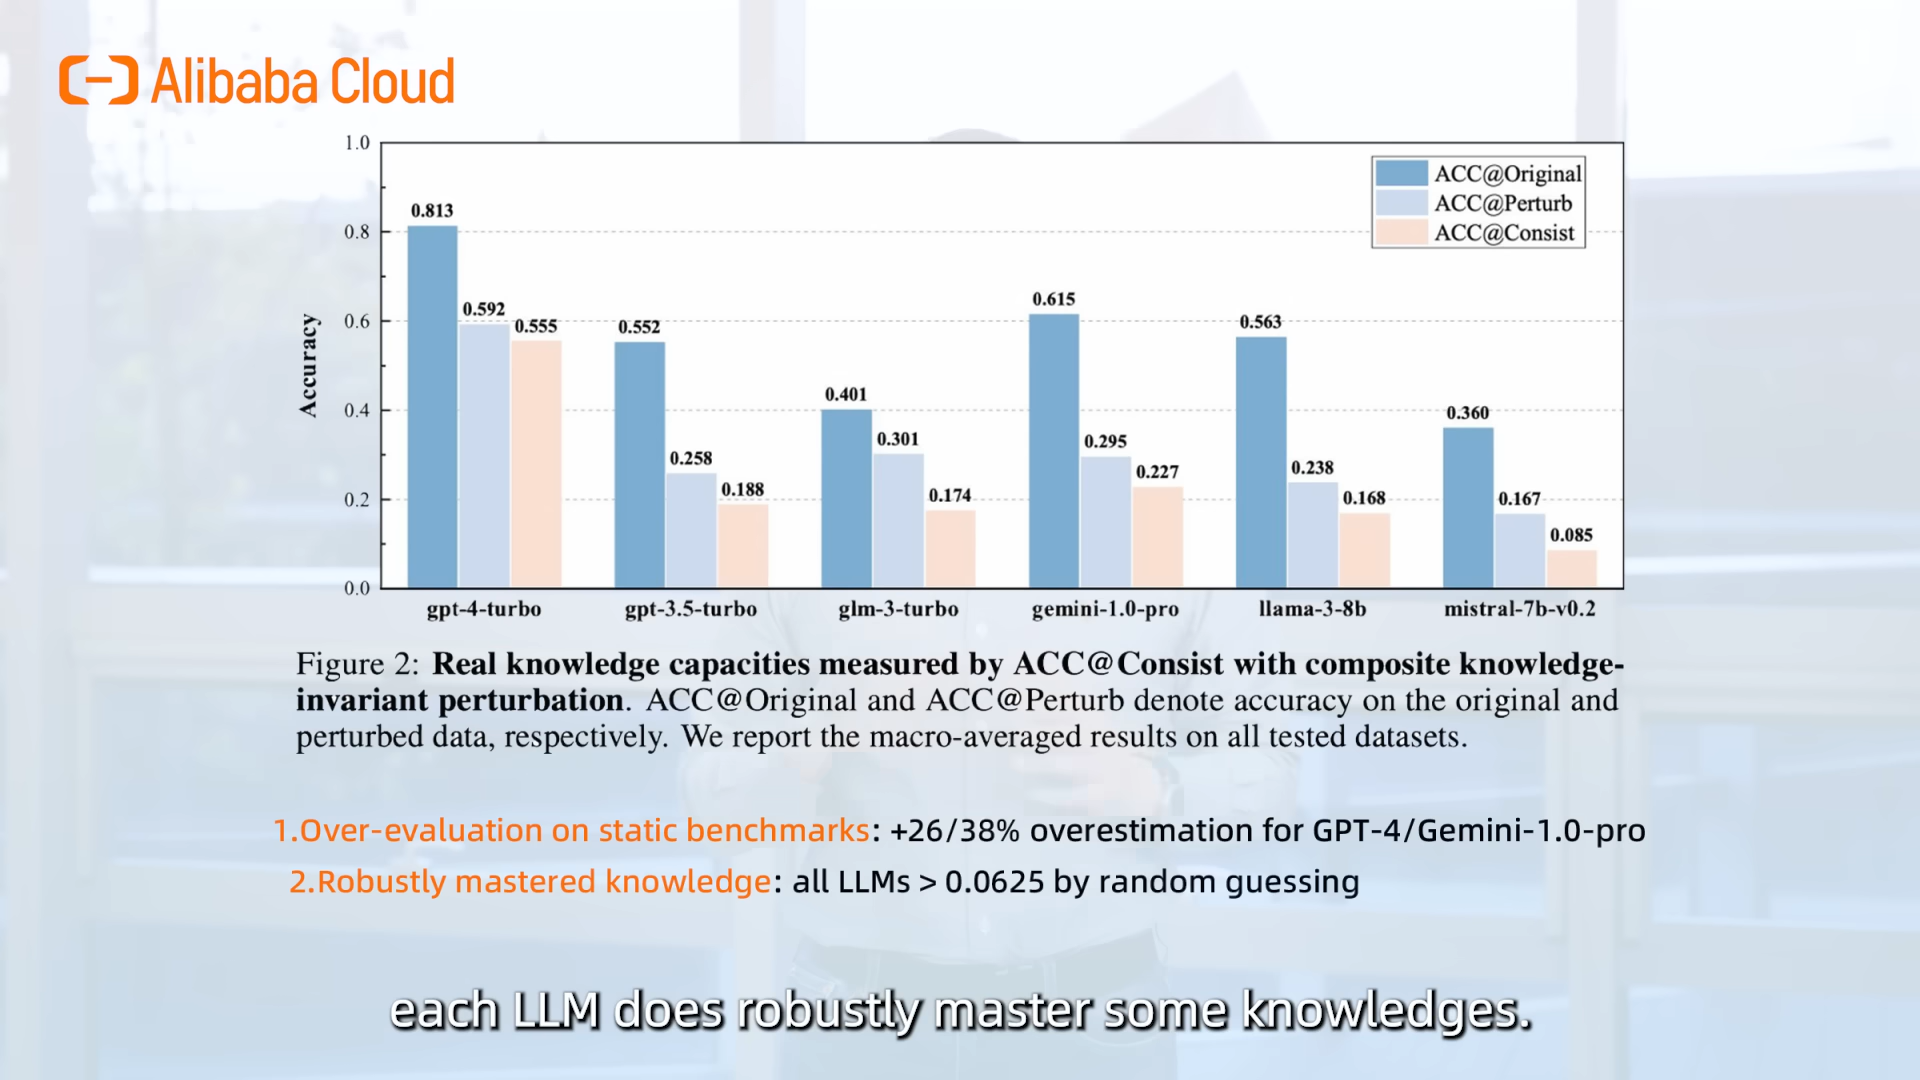 Alibaba Cloud
1.0
0.8
0.6
0.4
0.2
0.0
Accuracy
ACC@Original
ACC@Perturb
ACC@Consist
0.813
0.592
0.555
0.552
0.258
0.188
0.401
0.301
0.174
0.615
0.295
0.227
0.563
0.238
0.168
0.360
0.167
0.085
gpt-4-turbo
gpt-3.5-turbo
glm-3-turbo
gemini-1.0-pro
llama-3-8b
mistral-7b-v0.2
Figure 2: Real knowledge capacities measured by ACC@Consist with composite knowledge-
invariant perturbation. ACC@Original and ACC@Perturb denote accuracy on the original and
perturbed data, respectively. We report the macro-averaged results on all tested datasets.
1.Over-evaluation on static benchmarks: +26/38% overestimation for GPT-4/Gemini-1.0-pro
2.Robustly mastered knowledge: all LLMs > 0.0625 by random guessing
each LLM does robustly master some knowledges.